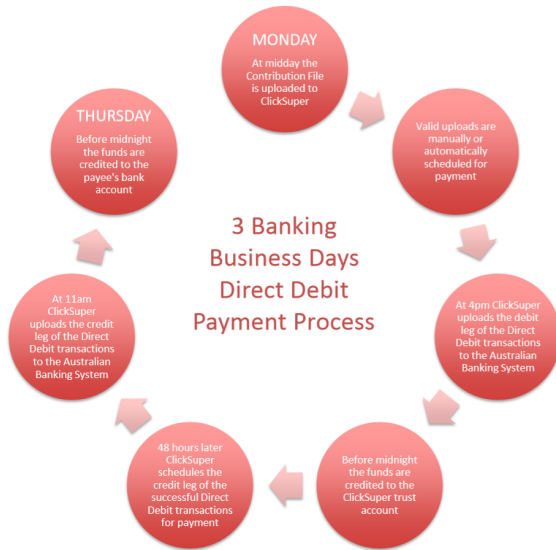 MONDAY
At midday the
Contribution File
is uploaded to
ClickSuper
Valid uploads are
manually or
automatically
scheduled for
payment
At 4pm ClickSuper
uploads the debit
leg of the Direct
Debit transactions
to the Australian
Banking System
Before midnight
the funds are
credited to the
ClickSuper trust
account
48 hours later
ClickSuper
schedules the
credit leg of the
successful Direct
Debit transactions
for payment
At 11am
ClickSuper
uploads the credit
leg of the Direct
Debit transactions
to the Australian
Banking System
THURSDAY
Before midnight
the funds are
credited to the
payee's bank
account
3 Banking
Business Days
Direct Debit
Payment Process